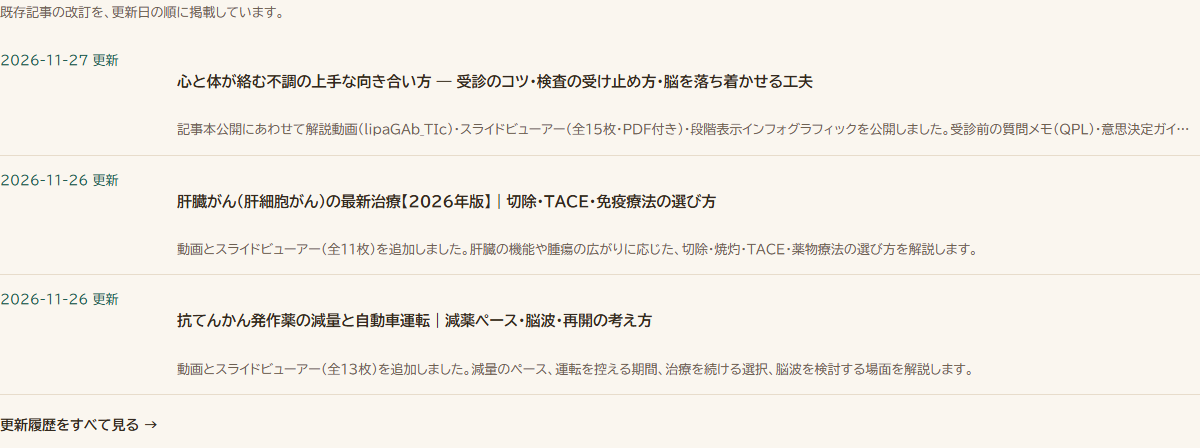 既存記事の改訂を、更新日の順に掲載しています。
2026-11-27 更新
心と体が絡む不調の上手な向き合い方 — 受診のコツ・検査の受け止め方・脳を落ち着かせる工夫
記事本公開にあわせて解説動画（lipaGAb_TIc）・スライドビューアー（全15枚・PDF付き）・段階表示インフォグラフィックを公開しました。受診前の質問メモ（QPL）・意思決定ガイ…
2026-11-26 更新
肝臓がん（肝細胞がん）の最新治療【2026年版】｜切除・TACE・免疫療法の選び方
動画とスライドビューアー（全11枚）を追加しました。肝臓の機能や腫瘍の広がりに応じた、切除・焼灼・TACE・薬物療法の選び方を解説します。
2026-11-26 更新
抗てんかん発作薬の減量と自動車運転｜減薬ペース・脳波・再開の考え方
動画とスライドビューアー（全13枚）を追加しました。減量のペース、運転を控える期間、治療を続ける選択、脳波を検討する場面を解説します。
更新履歴をすべて見る →